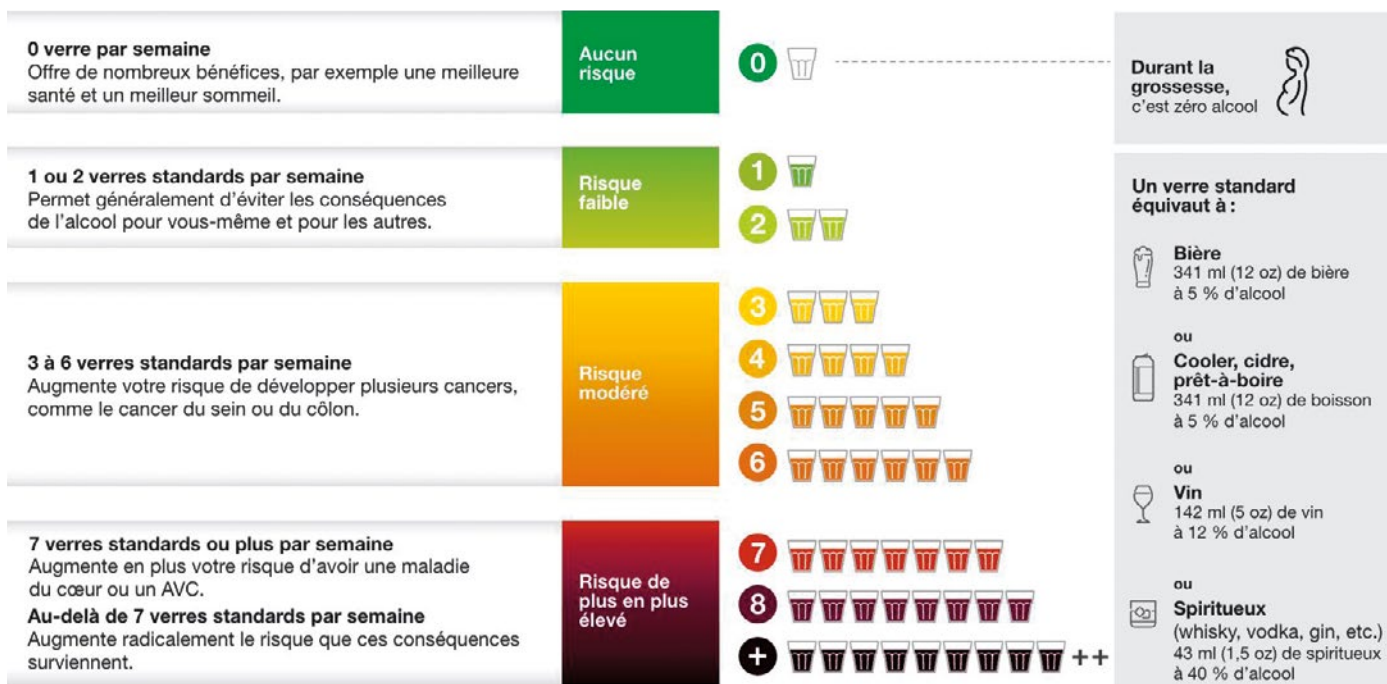 0 verre par semaine
Offre de nombreux bénéfices, par exemple une meilleure
santé et un meilleur sommeil.
Aucun
risque
0
Durant la
grossesse,
c'est zéro alcool
1 ou 2 verres standards par semaine
Permet généralement d'éviter les conséquences
de l'alcool pour vous-même et pour les autres.
Risque
faible
1
2
3 à 6 verres standards par semaine
Augmente votre risque de développer plusieurs cancers,
comme le cancer du sein ou du côlon.
Risque
modéré
3
4
5
6
7 verres standards ou plus par semaine
Augmente en plus votre risque d'avoir une maladie
du cœur ou un AVC.
Au-delà de 7 verres standards par semaine
Augmente radicalement le risque que ces conséquences
surviennent.
Risque de
plus en plus
élevé
7
8
+
++
Un verre standard
équivaut à :
Bière
341 ml (12 oz) de bière
à 5 % d'alcool
ou
Cooler, cidre,
prêt-à-boire
341 ml (12 oz) de boisson
à 5 % d'alcool
ou
Vin
142 ml (5 oz) de vin
à 12 % d'alcool
ou
Spiritueux
(whisky, vodka, gin, etc.)
43 ml (1,5 oz) de spiritueux
à 40 % d'alcool